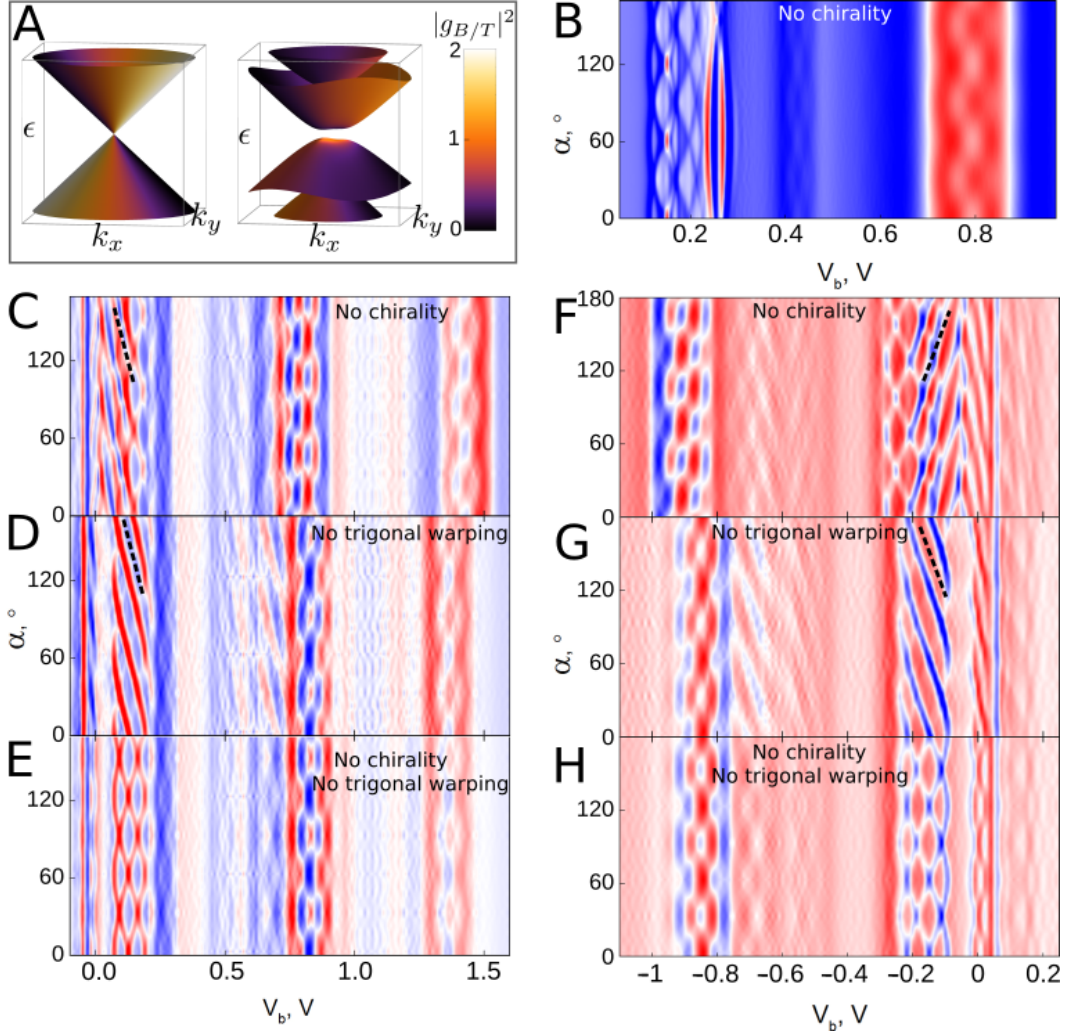 A
|g_{B/T}|^2
2
1
0
ϵ
k_x
k_y
ϵ
k_x
k_y
B
No chirality
120
60
0
α, °
0.2
0.4
0.6
0.8
V_b, V
C
No chirality
120
60
0
D
No trigonal warping
120
60
0
α, °
E
No chirality
No trigonal warping
120
60
0
0.0
0.5
1.0
1.5
V_b, V
F
No chirality
180
120
60
0
G
No trigonal warping
120
60
0
α, °
H
No chirality
No trigonal warping
120
60
0
−1
−0.8
−0.6
−0.4
−0.2
0
0.2
V_b, V